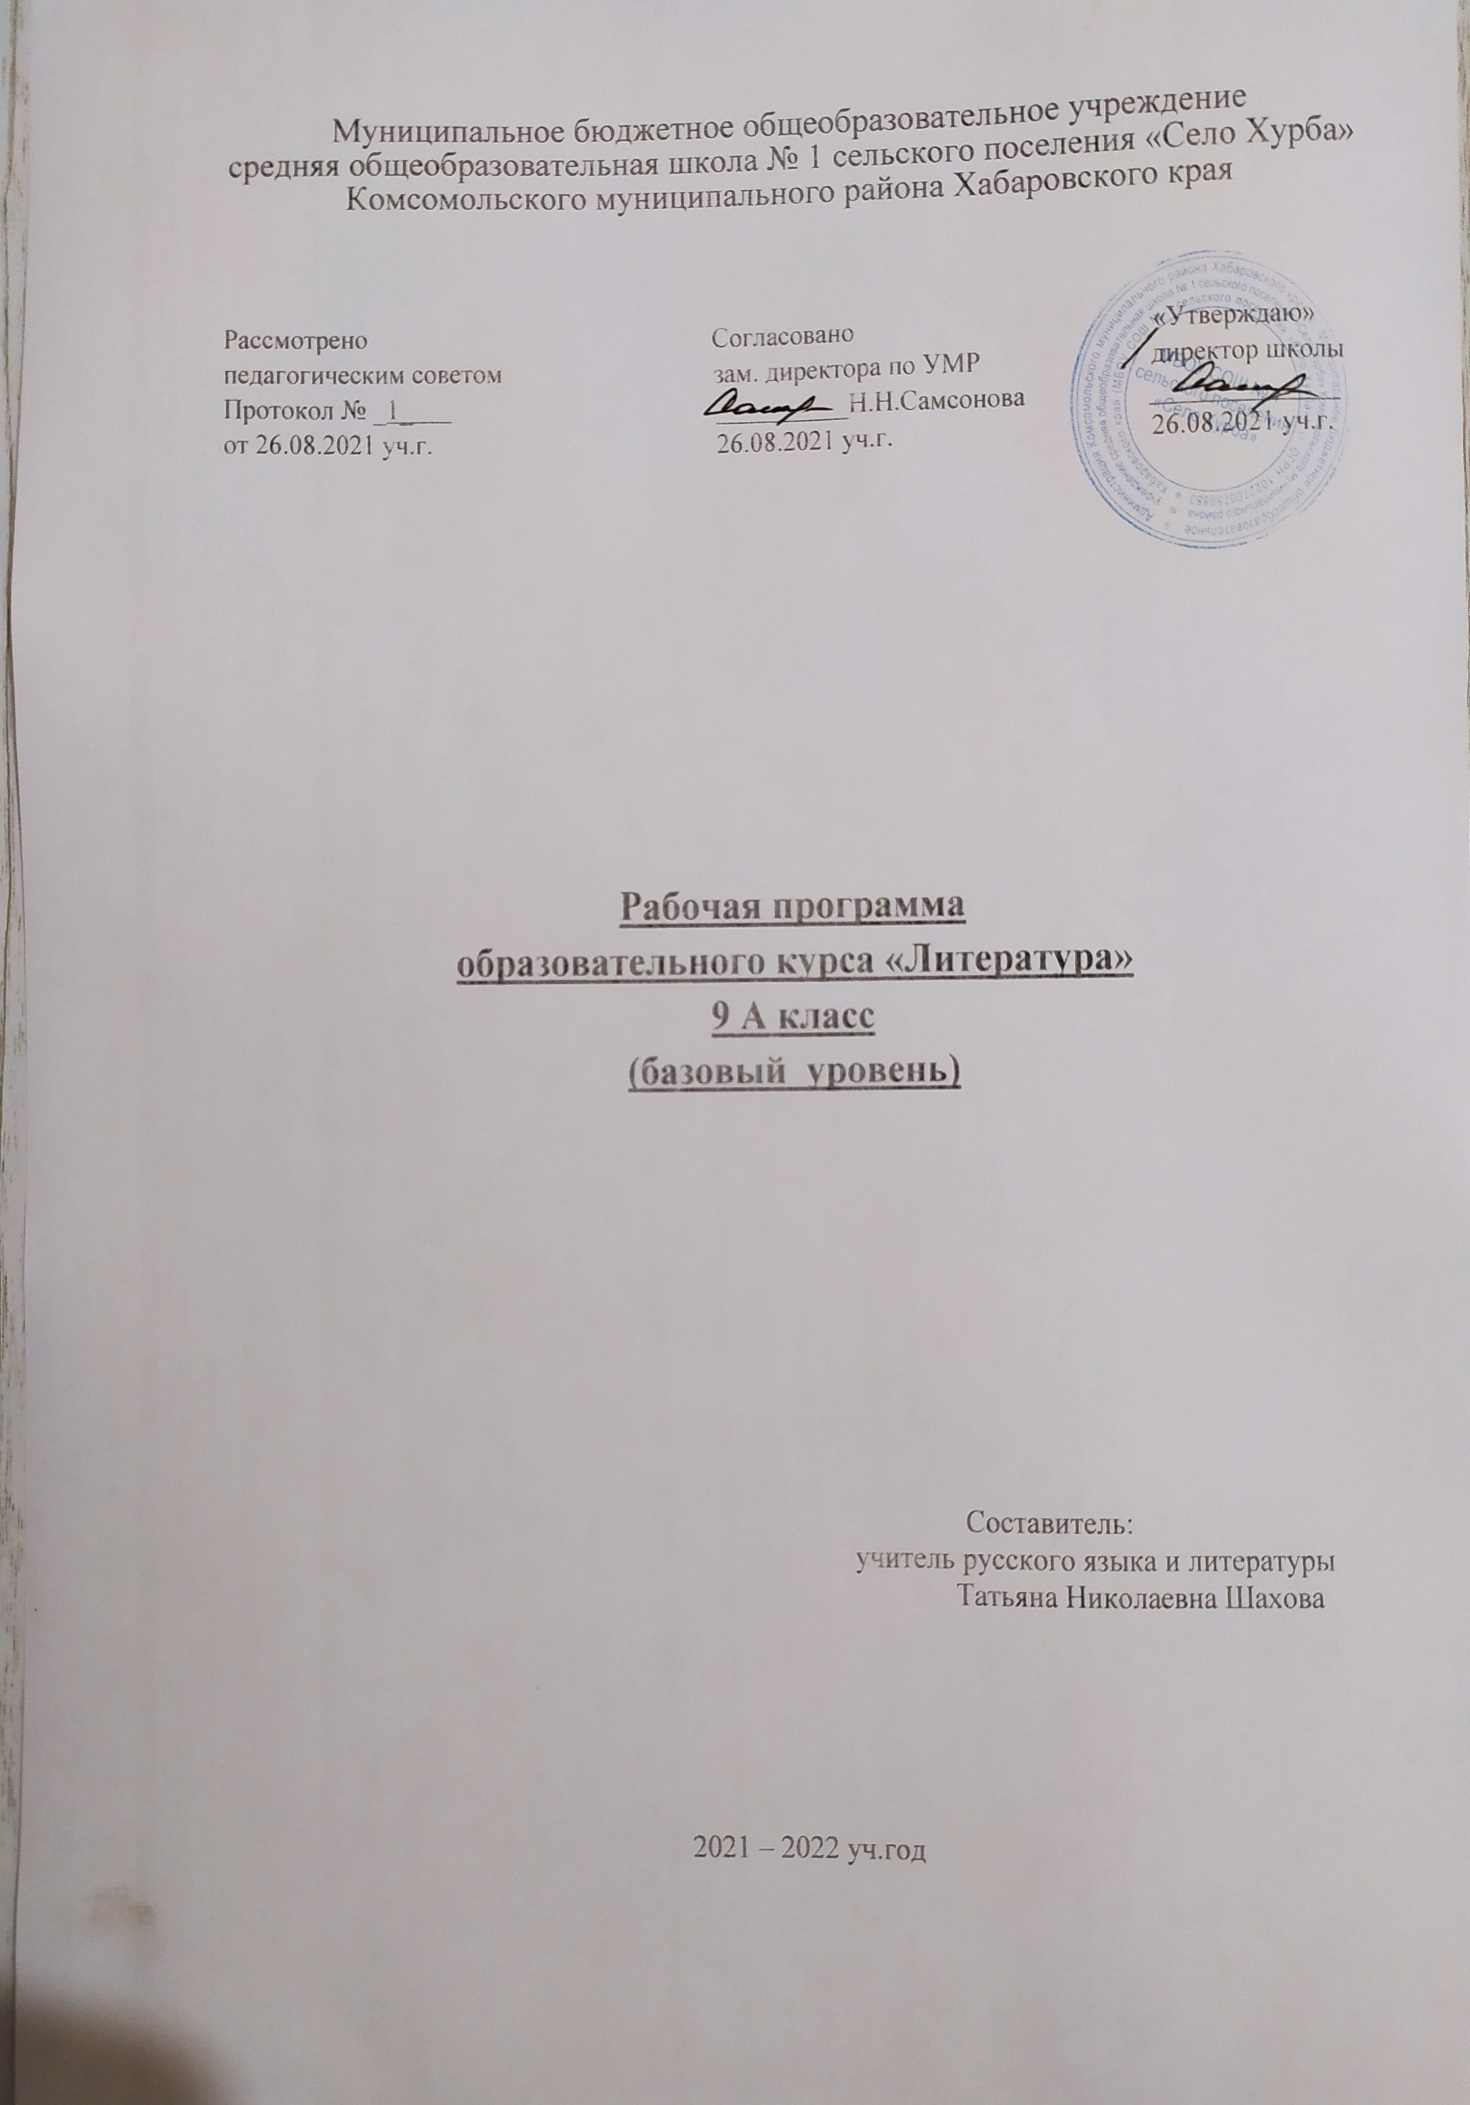 Муниципальное бюджетное общеобразовательное учреждение
средняя общеобразовательная школа № 1 сельского поселения «Село Хурба»
Комсомольского муниципального района Хабаровского края
Рассмотрено
педагогическим советом
Протокол № _1____
от 26.08.2021 уч.г.
Согласовано
зам. директора по УМР
__________Н.Н.Самсонова
26.08.2021 уч.г.
«Утверждаю»
директор школы
26.08.2021 уч.г.
Рабочая программа
образовательного курса «Литература»
9 А класс
(базовый уровень)
Составитель:
учитель русского языка и литературы
Татьяна Николаевна Шахова
2021 – 2022 уч.год